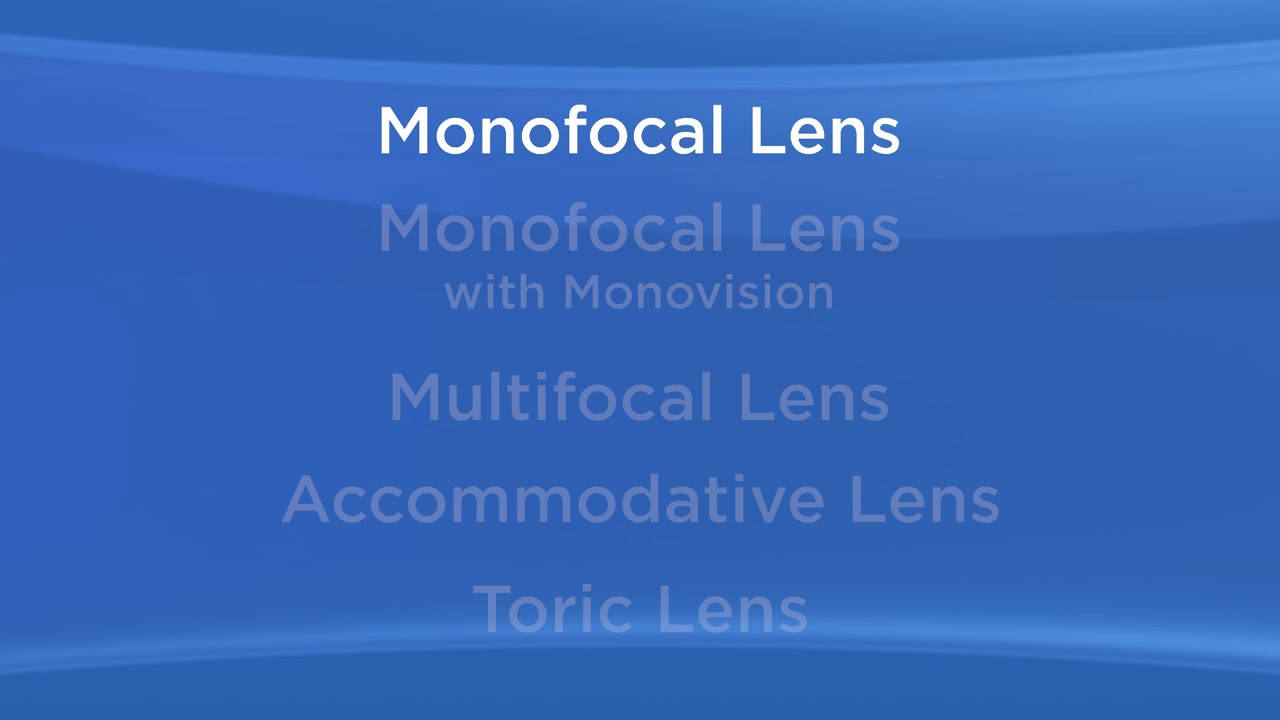 Monofocal Lens
Monofocal Lens
with Monovision
Multifocal Lens
Accommodative Lens
Toric Lens